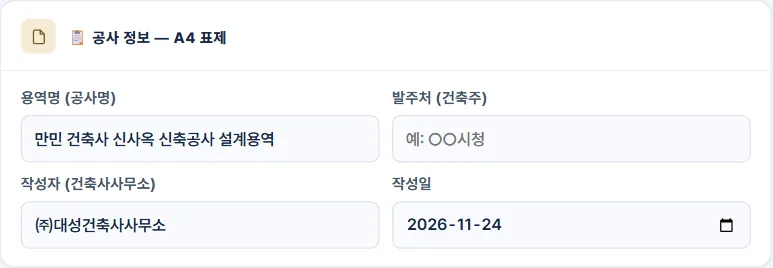 📋 공사 정보 — A4 표제
용역명 (공사명)
발주처 (건축주)
만민 건축사 신사옥 신축공사 설계용역
예: 〇〇시청
작성자 (건축사사무소)
작성일
㈜대성건축사사무소
2026-11-24